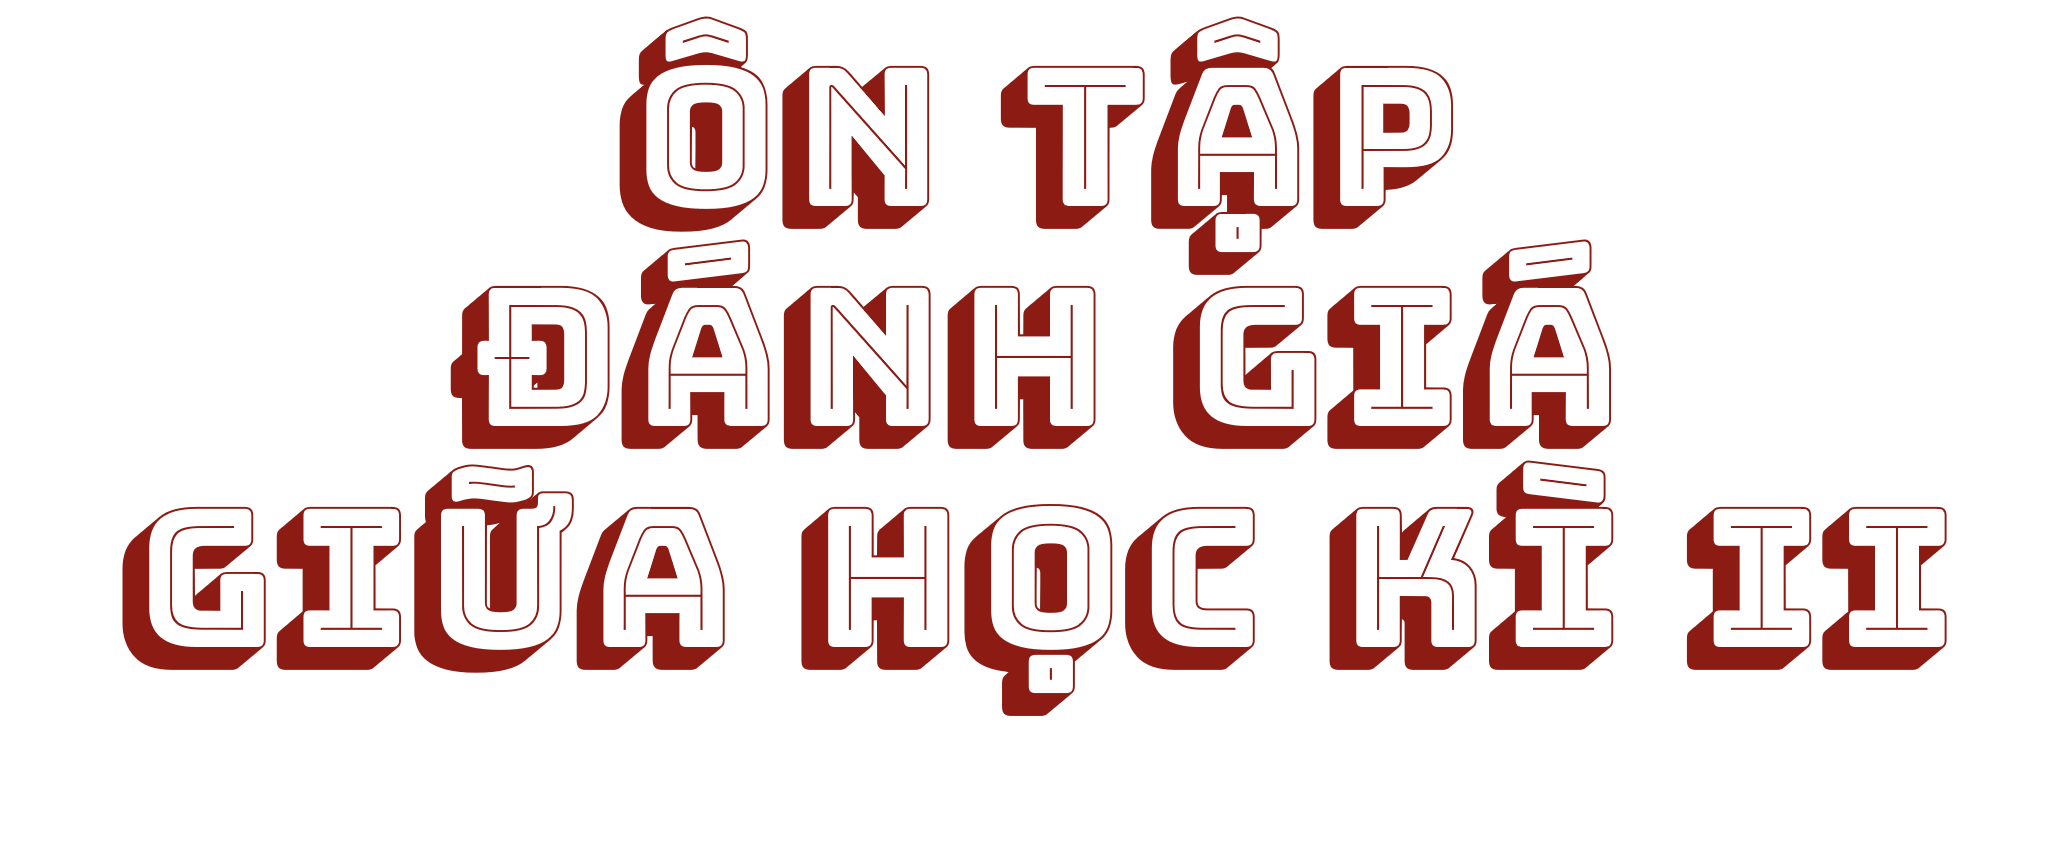 ÔN TẬP
ĐÁNH GIÁ
GIỮA HỌC KÌ II